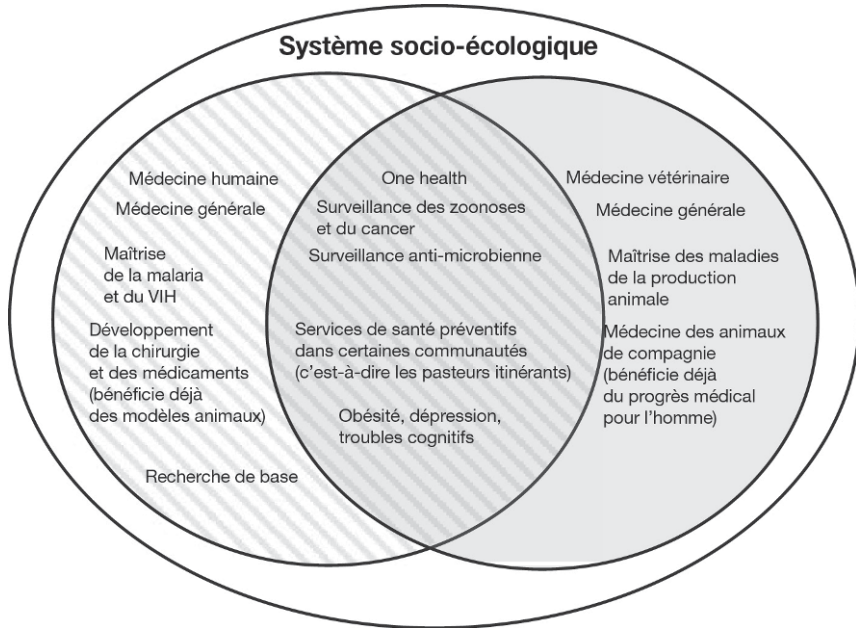 Système socio-écologique
Médecine humaine
Médecine générale
Maîtrise
de la malaria
et du VIH
Développement
de la chirurgie
et des médicaments
(bénéficie déjà
des modèles animaux)
Recherche de base
One health
Surveillance des zoonoses
et du cancer
Surveillance anti-microbienne
Services de santé préventifs
dans certaines communautés
(c’est-à-dire les pasteurs itinérants)
Obésité, dépression,
troubles cognitifs
Médecine vétérinaire
Médecine générale
Maîtrise des maladies
de la production
animale
Médecine des animaux
de compagnie
(bénéficie déjà
du progrès médical
pour l’homme)